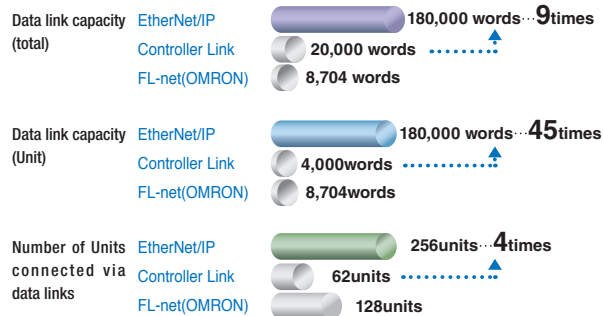 Data link capacity (total)
EtherNet/IP 180,000 words···9times
Controller Link 20,000 words
FL-net(OMRON) 8,704 words
Data link capacity (Unit)
EtherNet/IP 180,000 words···45times
Controller Link 4,000words
FL-net(OMRON) 8,704words
Number of Units connected via data links
EtherNet/IP 256units···4times
Controller Link 62units
FL-net(OMRON) 128units